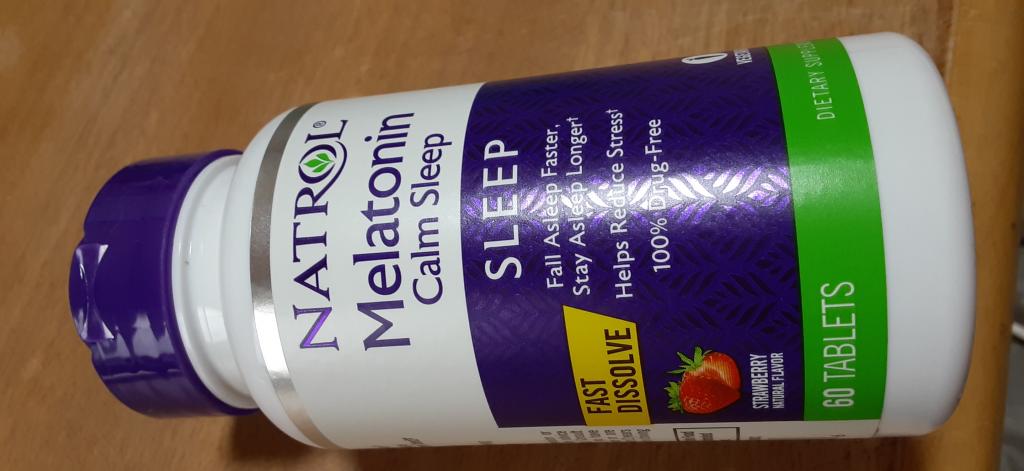 NATROL®
Melatonin
Calm Sleep
SLEEP
Fall Asleep Faster,
Stay Asleep Longer†
Helps Reduce Stress†
100% Drug-Free
FAST
DISSOLVE
STRAWBERRY
NATURAL FLAVOR
60 TABLETS
DIETARY